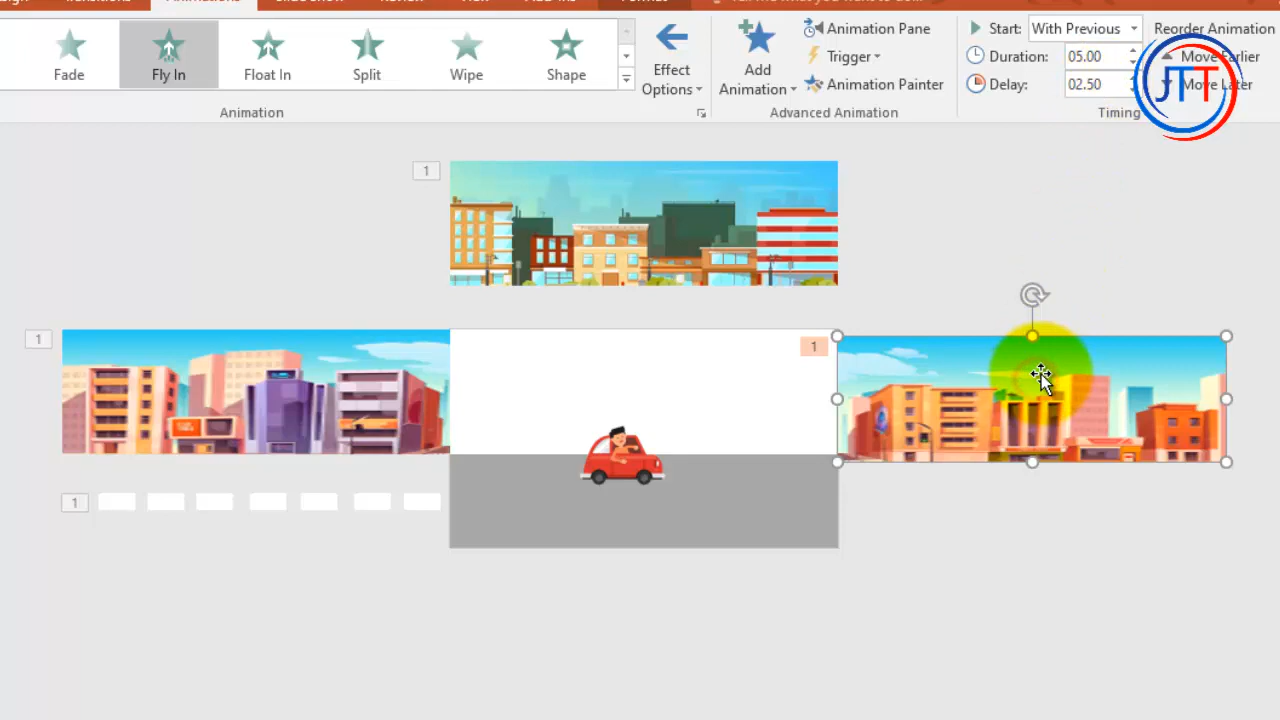 Fade
Fly In
Float In
Split
Wipe
Shape
Effect
Options
Add
Animation
Animation Pane
Trigger
Animation Painter
Start: With Previous
Duration: 05.00
Delay: 02.50
Reorder Animation
Move Earlier
Move Later
Animation
Advanced Animation
Timing
JTT
1
1
1
1